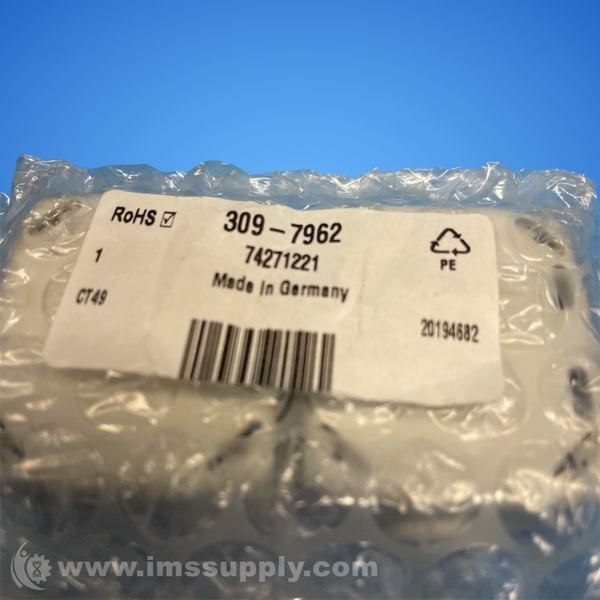 RoHS ☑
309-7962
74271221
Made in Germany
1
CT49
PE
20194682
www.imssupply.com